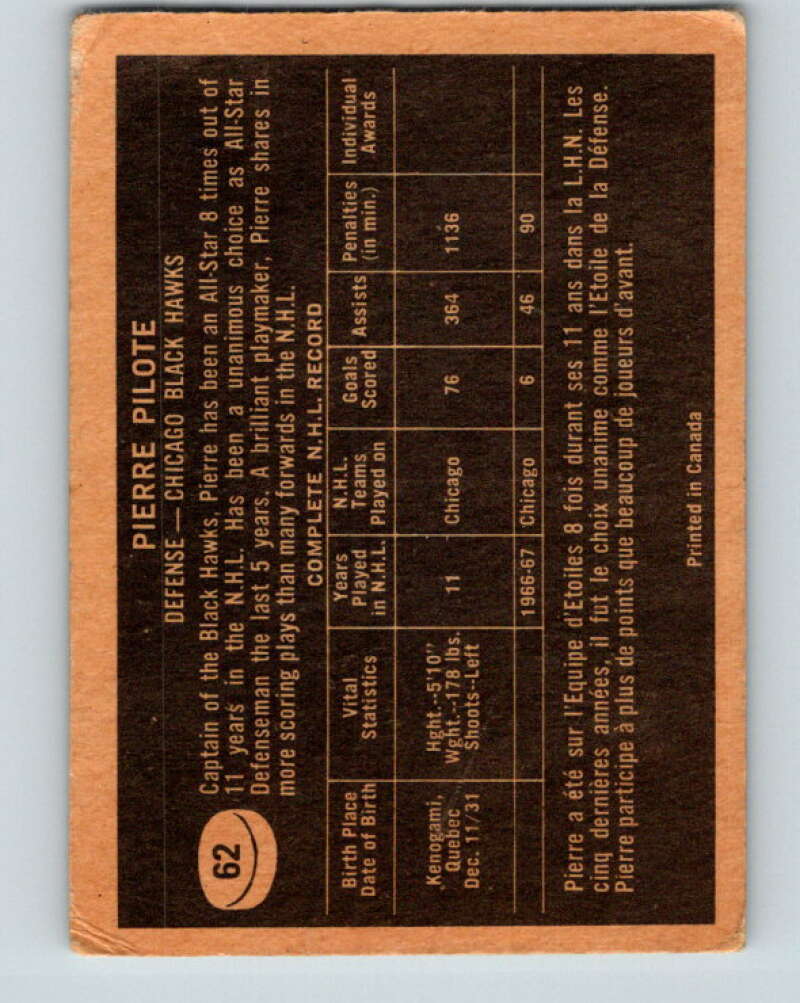 PIERRE PILOTE
DEFENSE — CHICAGO BLACK HAWKS
62
Captain of the Black Hawks, Pierre has been an All-Star 8 times out of
11 years in the N.H.L. Has been a unanimous choice as All-Star
Defenseman the last 5 years. A brilliant playmaker, Pierre shares in
more scoring plays than many forwards in the N.H.L.
COMPLETE N.H.L. RECORD
Birth Place
Date of Birth
Vital
Statistics
Years
Played
in N.H.L.
N.H.L.
Teams
Played on
Goals
Scored
Assists
Penalties
(in min.)
Individual
Awards
Kenogami,
Quebec
Dec. 11/31
Hght.--5'10"
Wght.--178 lbs.
Shoots--Left
11
Chicago
76
364
1136
1966-67
Chicago
6
46
90
Pierre a été sur l'Equipe d'Etoiles 8 fois durant ses 11 ans dans la L.H.N. Les
cinq dernières années, il fut le choix unanime comme l'Etoile de la Défense.
Pierre participe à plus de points que beaucoup de joueurs d'avant.
Printed in Canada